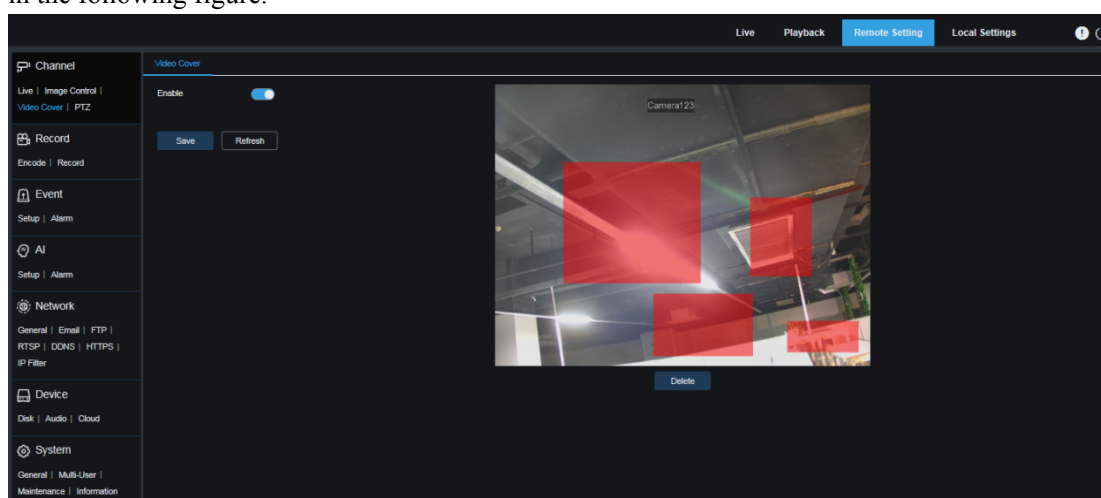 in the following figure.
Live Playback Remote Setting Local Settings
Channel
Live | Image Control |
Video Cover | PTZ
Record
Encode | Record
Event
Setup | Alarm
AI
Setup | Alarm
Network
General | Email | FTP |
RTSP | DDNS | HTTPS |
IP Filter
Device
Disk | Audio | Cloud
System
General | Multi-User |
Maintenance | Information
Video Cover
Enable
Save Refresh
Camera123
Delete